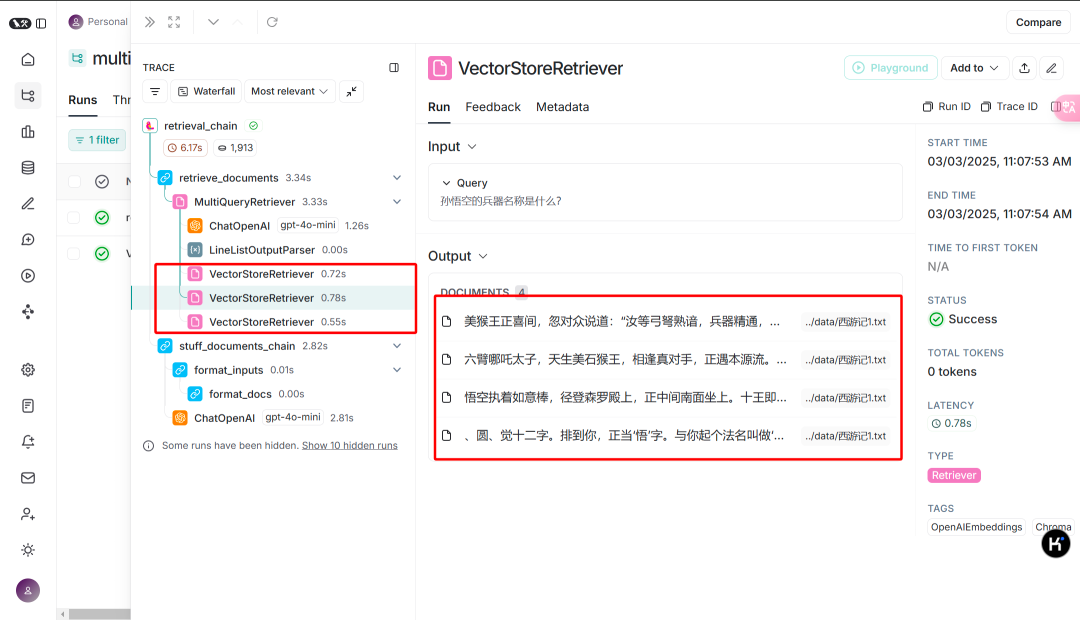 Personal
multi
Runs
Thr
1 filter
TRACE
Waterfall
Most relevant
retrieval_chain
6.17s
1,913
retrieve_documents 3.34s
MultiQueryRetriever 3.33s
ChatOpenAI gpt-4o-mini 1.26s
LineListOutputParser 0.00s
VectorStoreRetriever 0.72s
VectorStoreRetriever 0.78s
VectorStoreRetriever 0.55s
stuff_documents_chain 2.82s
format_inputs 0.01s
format_docs 0.00s
ChatOpenAI gpt-4o-mini 2.81s
Some runs have been hidden. Show 10 hidden runs
Compare
VectorStoreRetriever
Playground
Add to
Run Feedback Metadata
Run ID Trace ID
Input
Query
孙悟空的兵器名称是什么?
Output
DOCUMENTS 4
美猴王正喜间，忽对众说道：“汝等弓弩熟谙，兵器精通，... ../data/西游记1.txt
六臂哪吒太子，天生美石猴王，相逢真对手，正遇本源流。... ../data/西游记1.txt
悟空执着如意棒，径登森罗殿上，正中间南面坐上。十王即... ../data/西游记1.txt
、圆、觉十二字。排到你，正当‘悟’字。与你起个法名叫做‘... ../data/西游记1.txt
START TIME
03/03/2025, 11:07:53 AM
END TIME
03/03/2025, 11:07:54 AM
TIME TO FIRST TOKEN
N/A
STATUS
Success
TOTAL TOKENS
0 tokens
LATENCY
0.78s
TYPE
Retriever
TAGS
OpenAIEmbeddings Chroma